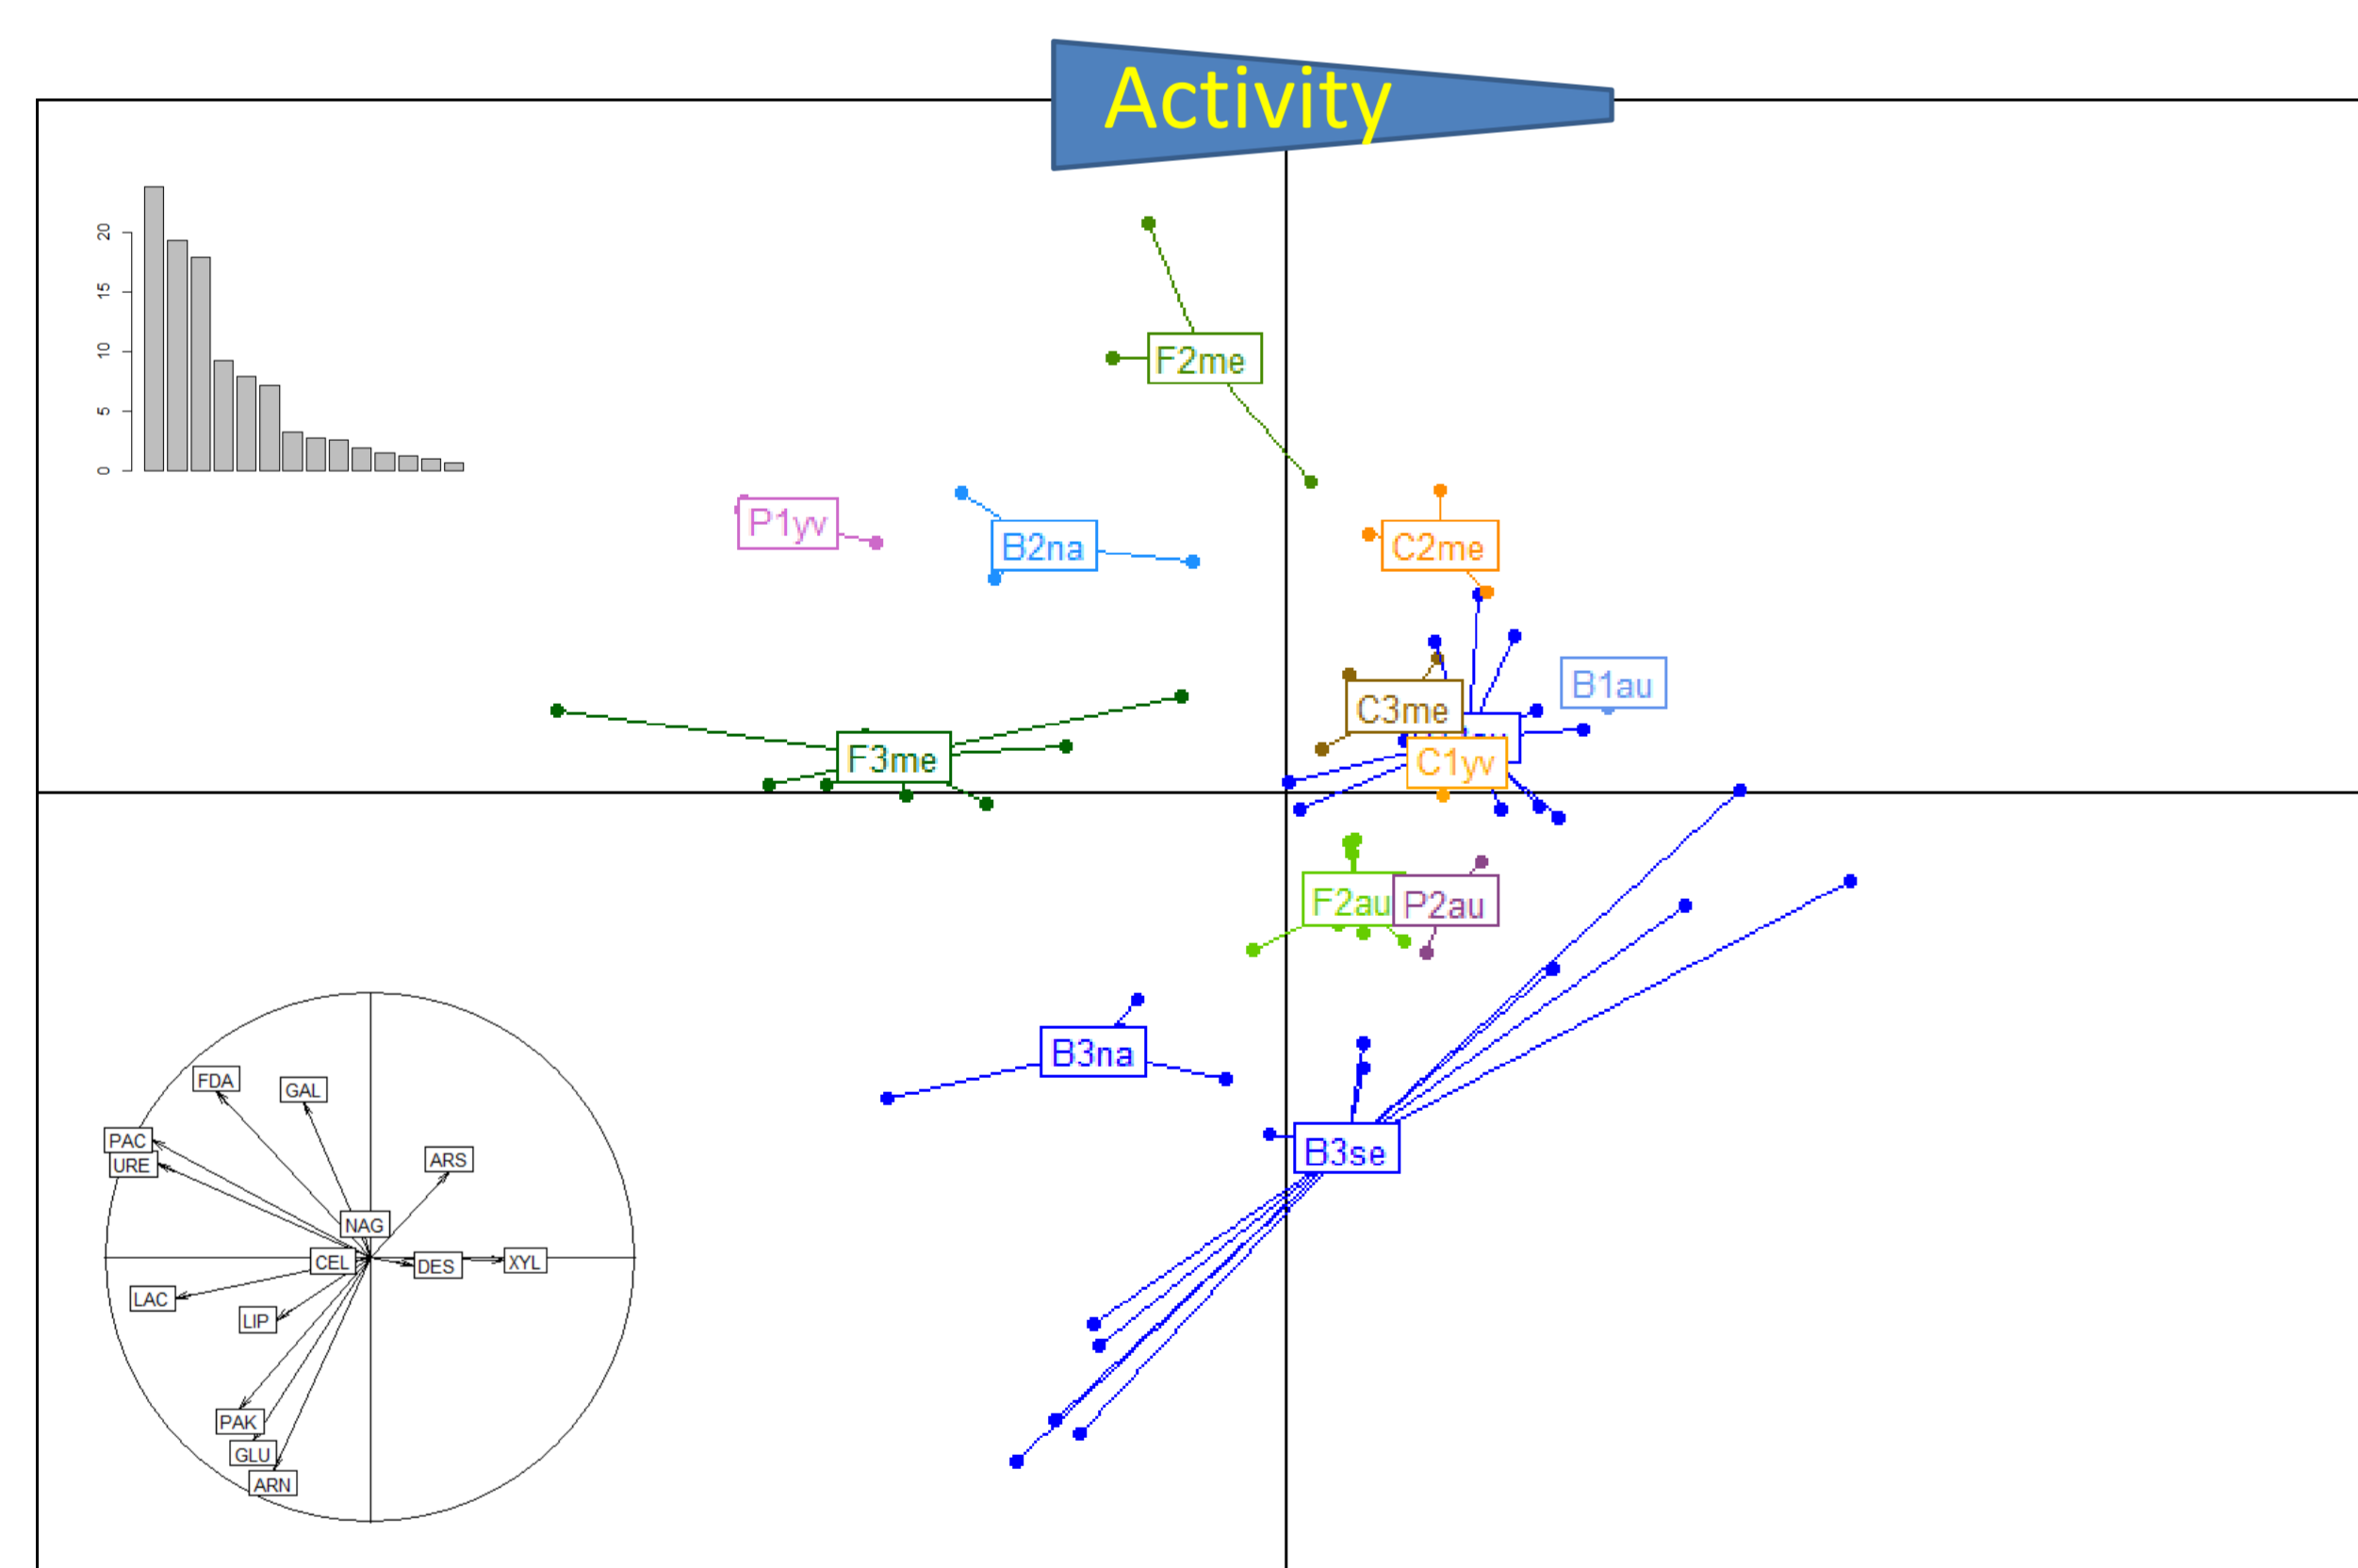 Activity
20
15
10
5
0
F2me
P1yv
B2na
C2me
B1au
C3me
F3me
C1yv
F2au
P2au
B3na
B3se
FDA
GAL
PAC
URE
ARS
NAG
CEL
DES
XYL
LAC
LIP
PAK
GLU
ARN